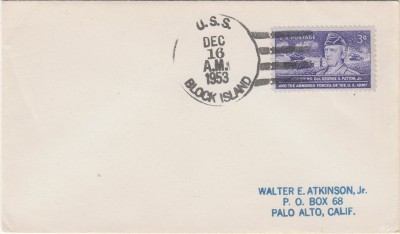 U.S.S.
DEC
16
A.M.
1953
BLOCK ISLAND
U.S. POSTAGE 3¢
GEN. GEORGE S. PATTON, JR.
AND THE ARMORED FORCES OF THE U.S. ARMY
WALTER E. ATKINSON, Jr.
P. O. BOX 68
PALO ALTO, CALIF.